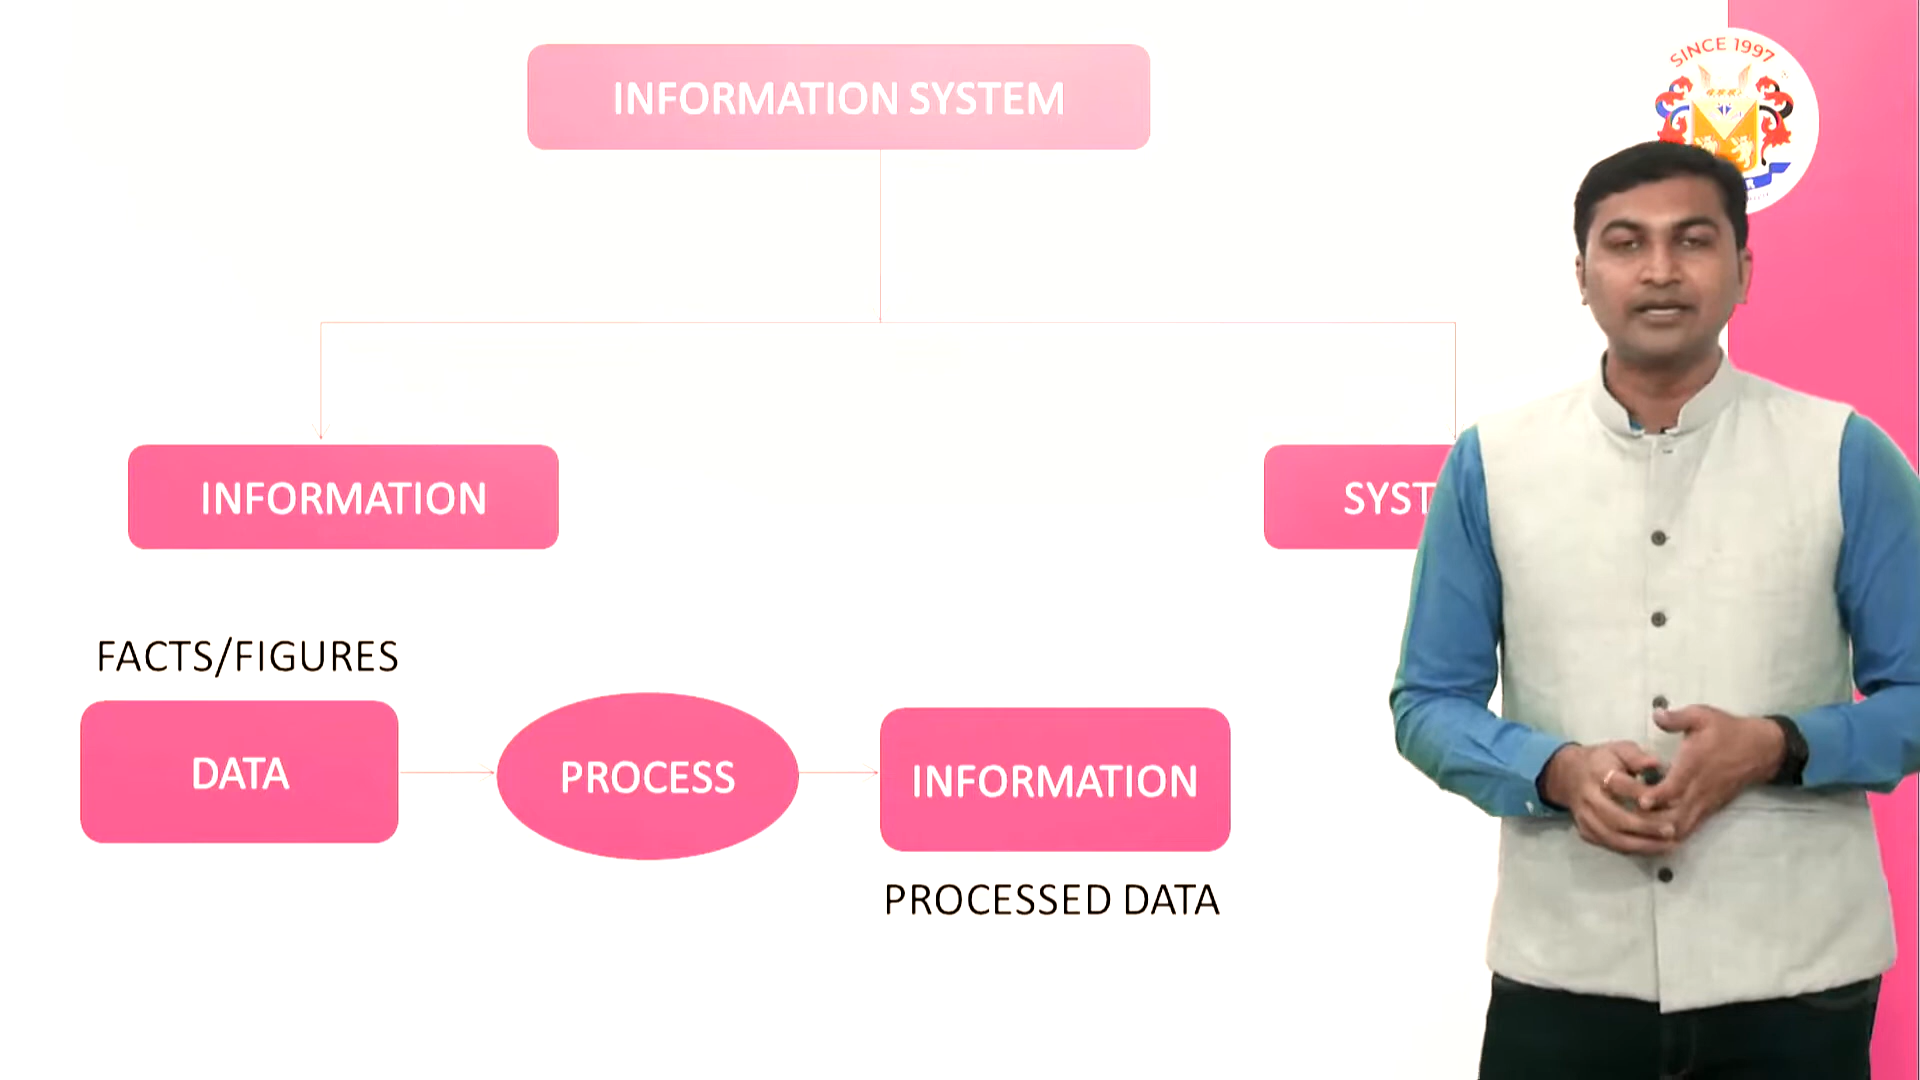 SINCE 1997
INFORMATION SYSTEM
INFORMATION
SYST
FACTS/FIGURES
DATA
PROCESS
INFORMATION
PROCESSED DATA